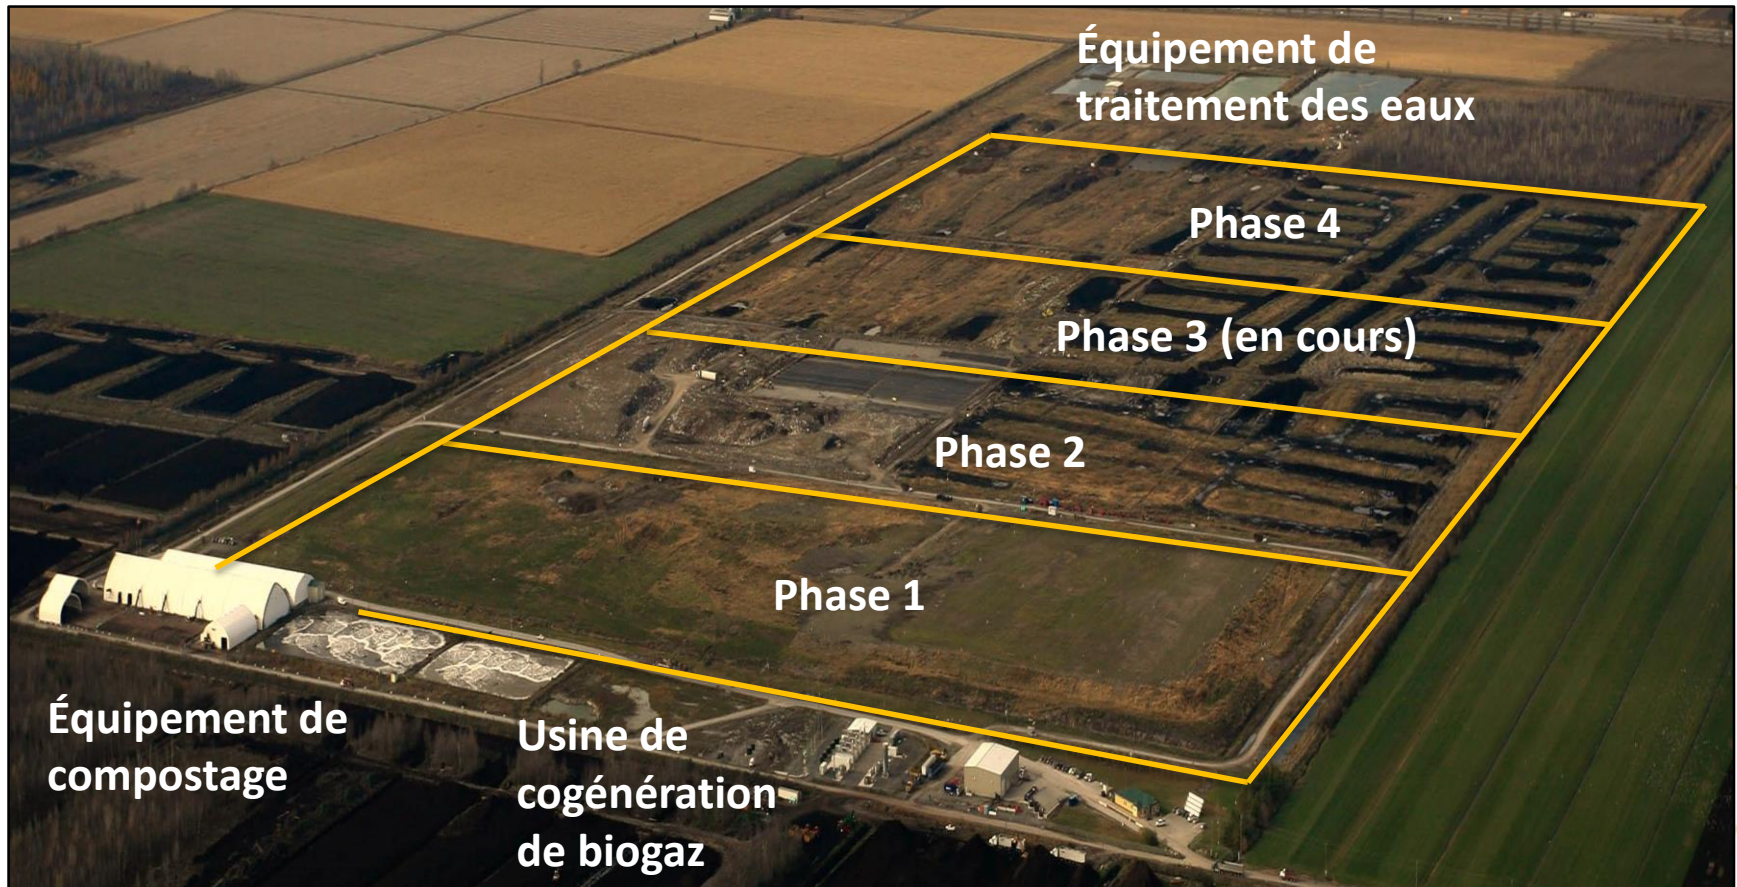 Équipement de
traitement des eaux
Phase 4
Phase 3 (en cours)
Phase 2
Phase 1
Équipement de
compostage
Usine de
cogénération
de biogaz